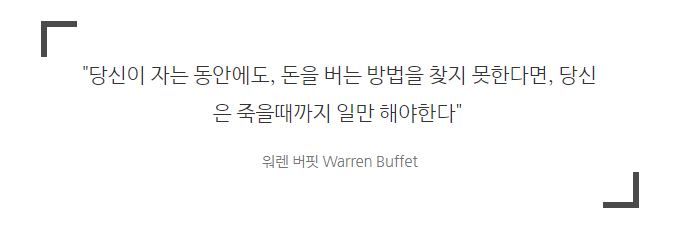 "당신이 자는 동안에도, 돈을 버는 방법을 찾지 못한다면, 당신
은 죽을때까지 일만 해야한다"
워렌 버핏 Warren Buffet